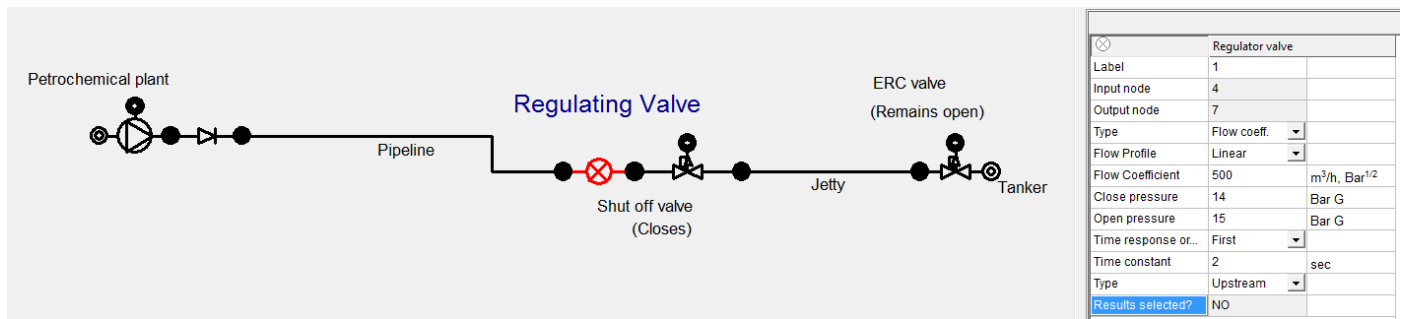 Petrochemical plant
Regulating Valve
ERC valve
(Remains open)
Pipeline
Jetty
Tanker
Shut off valve
(Closes)
Regulator valve
Label 1
Input node 4
Output node 7
Type Flow coeff.
Flow Profile Linear
Flow Coefficient 500 m³/h, Bar¹/²
Close pressure 14 Bar G
Open pressure 15 Bar G
Time response or... First
Time constant 2 sec
Type Upstream
Results selected? NO